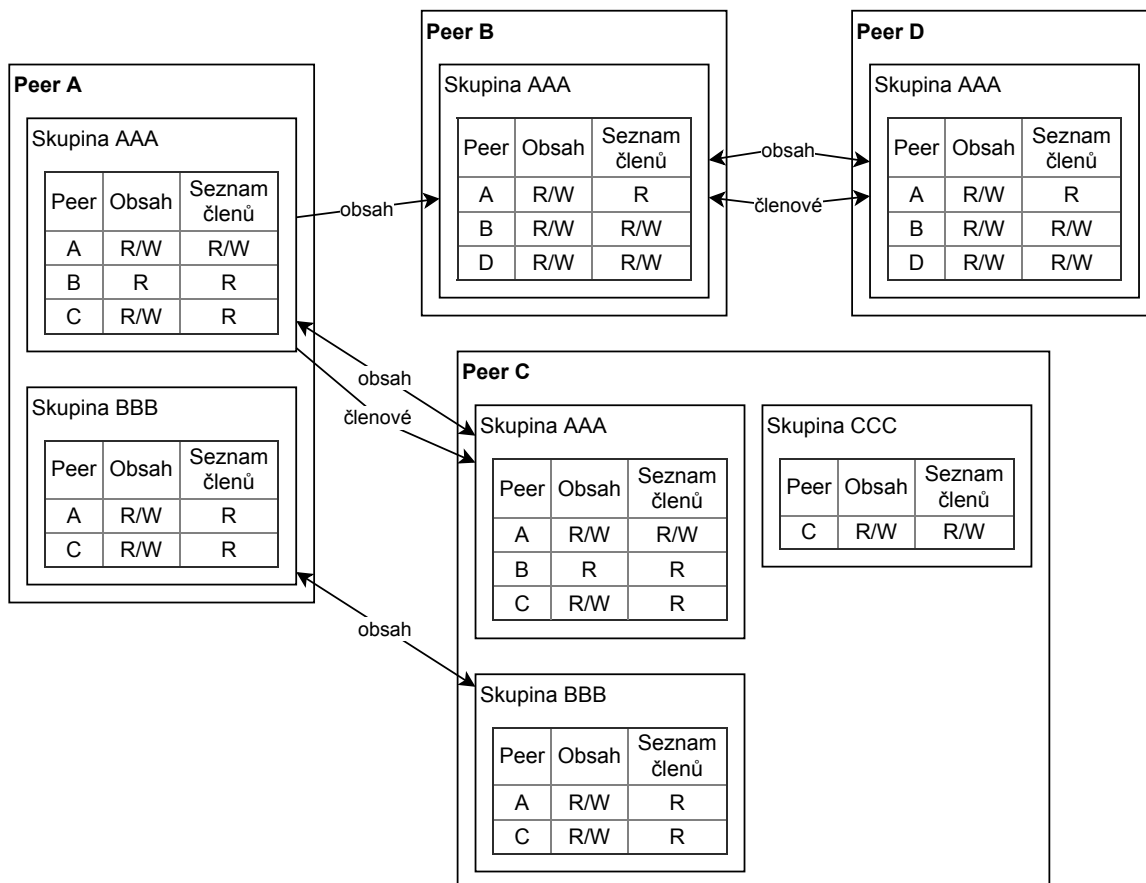 Peer A
Skupina AAA
Peer Obsah Seznam
členů
A R/W R/W
B R R
C R/W R
Skupina BBB
Peer Obsah Seznam
členů
A R/W R
C R/W R
obsah
Peer B
Skupina AAA
Peer Obsah Seznam
členů
A R/W R
B R/W R/W
D R/W R/W
obsah
členové
Peer D
Skupina AAA
Peer Obsah Seznam
členů
A R/W R
B R/W R/W
D R/W R/W
obsah
členové
obsah
Peer C
Skupina AAA
Peer Obsah Seznam
členů
A R/W R/W
B R R
C R/W R
Skupina CCC
Peer Obsah Seznam
členů
C R/W R/W
Skupina BBB
Peer Obsah Seznam
členů
A R/W R
C R/W R